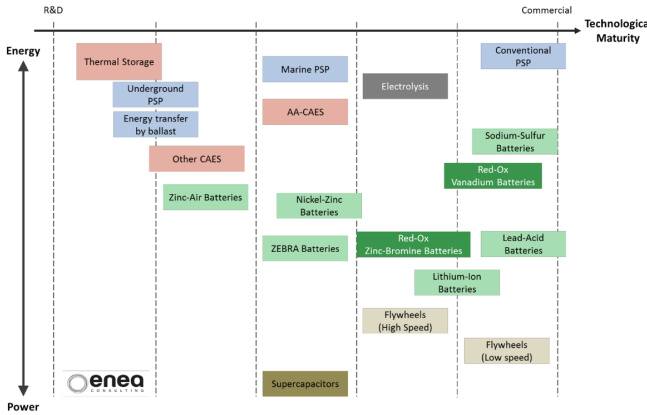 R&D
Commercial
Technological
Maturity
Energy
Thermal Storage
Marine PSP
Conventional
PSP
Electrolysis
Underground
PSP
Energy transfer
by ballast
AA-CAES
Sodium-Sulfur
Batteries
Other CAES
Red-Ox
Vanadium Batteries
Zinc-Air Batteries
Nickel-Zinc
Batteries
ZEBRA Batteries
Red-Ox
Zinc-Bromine Batteries
Lead-Acid
Batteries
Lithium-Ion
Batteries
Flywheels
(High Speed)
Flywheels
(Low speed)
enea
CONSULTING
Supercapacitors
Power